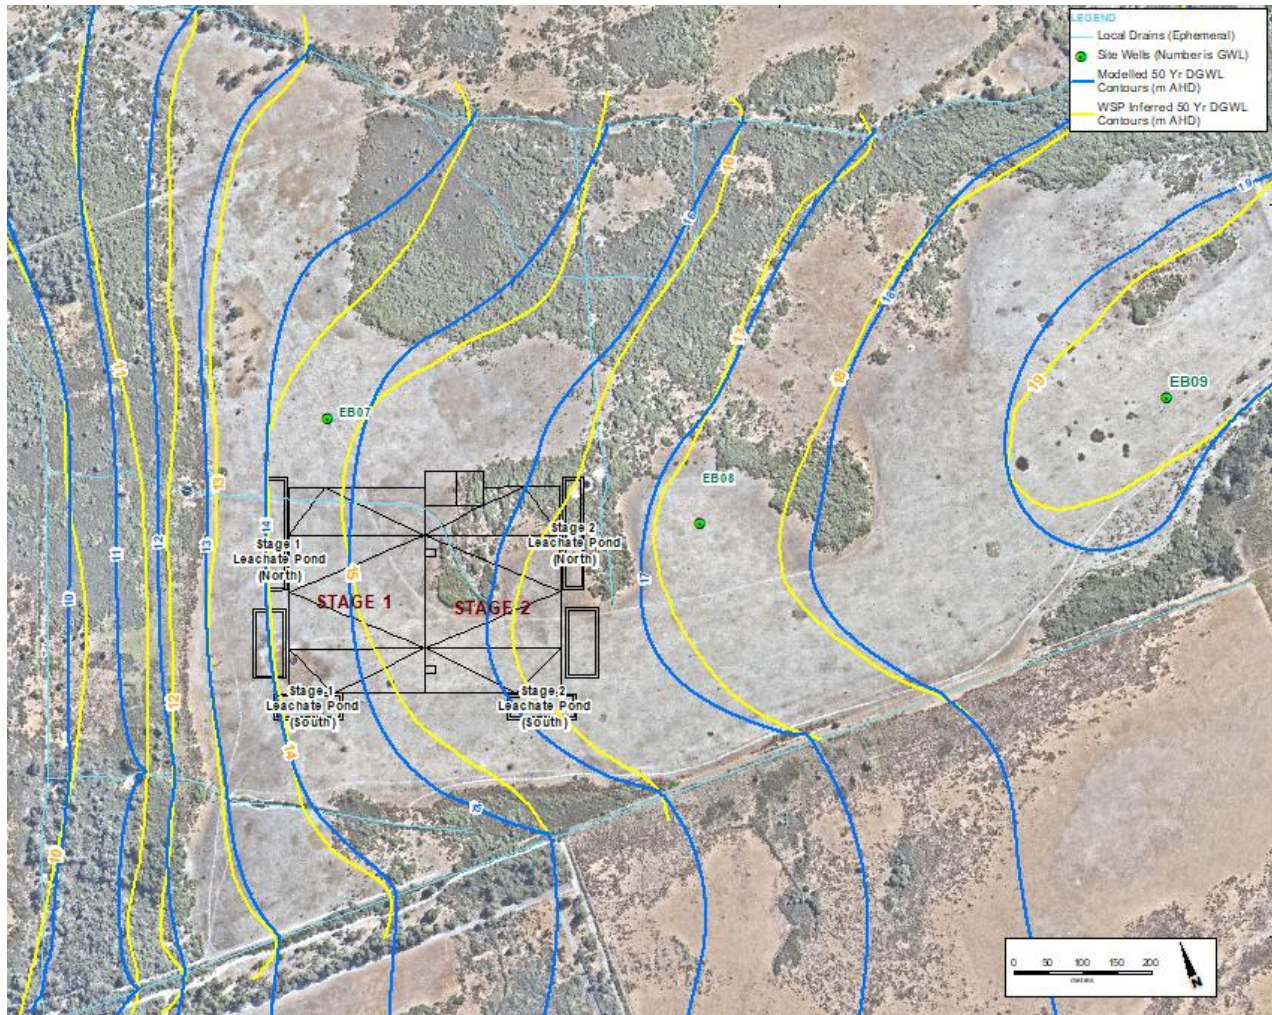 LEGEND
Local Drains (Ephemeral)
Site Wells (Number is GWL)
Modelled 50 Yr DGWL
Contours (m AHD)
WSP Inferred 50 Yr DGWL
Contours (m AHD)
16
19
16
18
17
18
19
EB09
11
EB07
13
EB08
14
12
11
13
Stage 1
Leachate Pond
(North)
Stage 2
Leachate Pond
(North)
15
17
10
STAGE 1
STAGE 2
12
Stage 1
Leachate Pond
(South)
Stage 2
Leachate Pond
(South)
14
15
10
0 50 100 150 200
metres
N